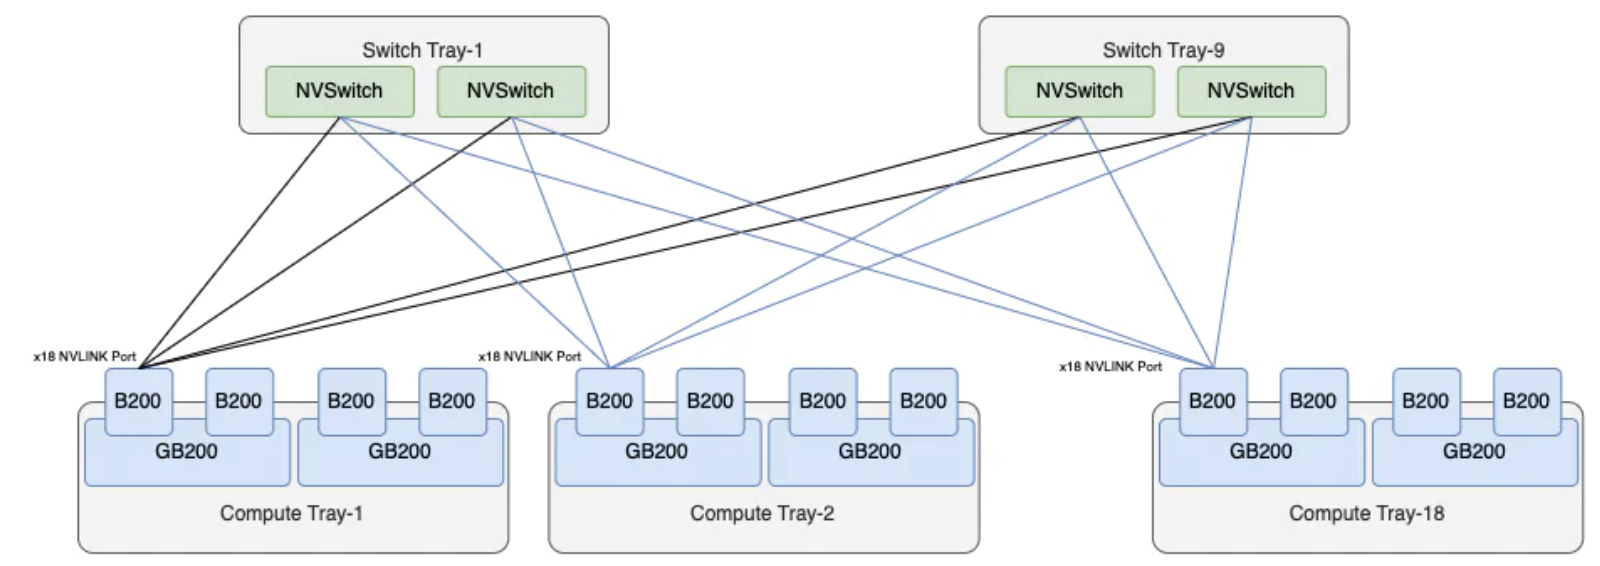 Switch Tray-1
NVSwitch NVSwitch
Switch Tray-9
NVSwitch NVSwitch
x18 NVLINK Port
B200 B200 B200 B200
GB200 GB200
Compute Tray-1
x18 NVLINK Port
B200 B200 B200 B200
GB200 GB200
Compute Tray-2
x18 NVLINK Port
B200 B200 B200 B200
GB200 GB200
Compute Tray-18